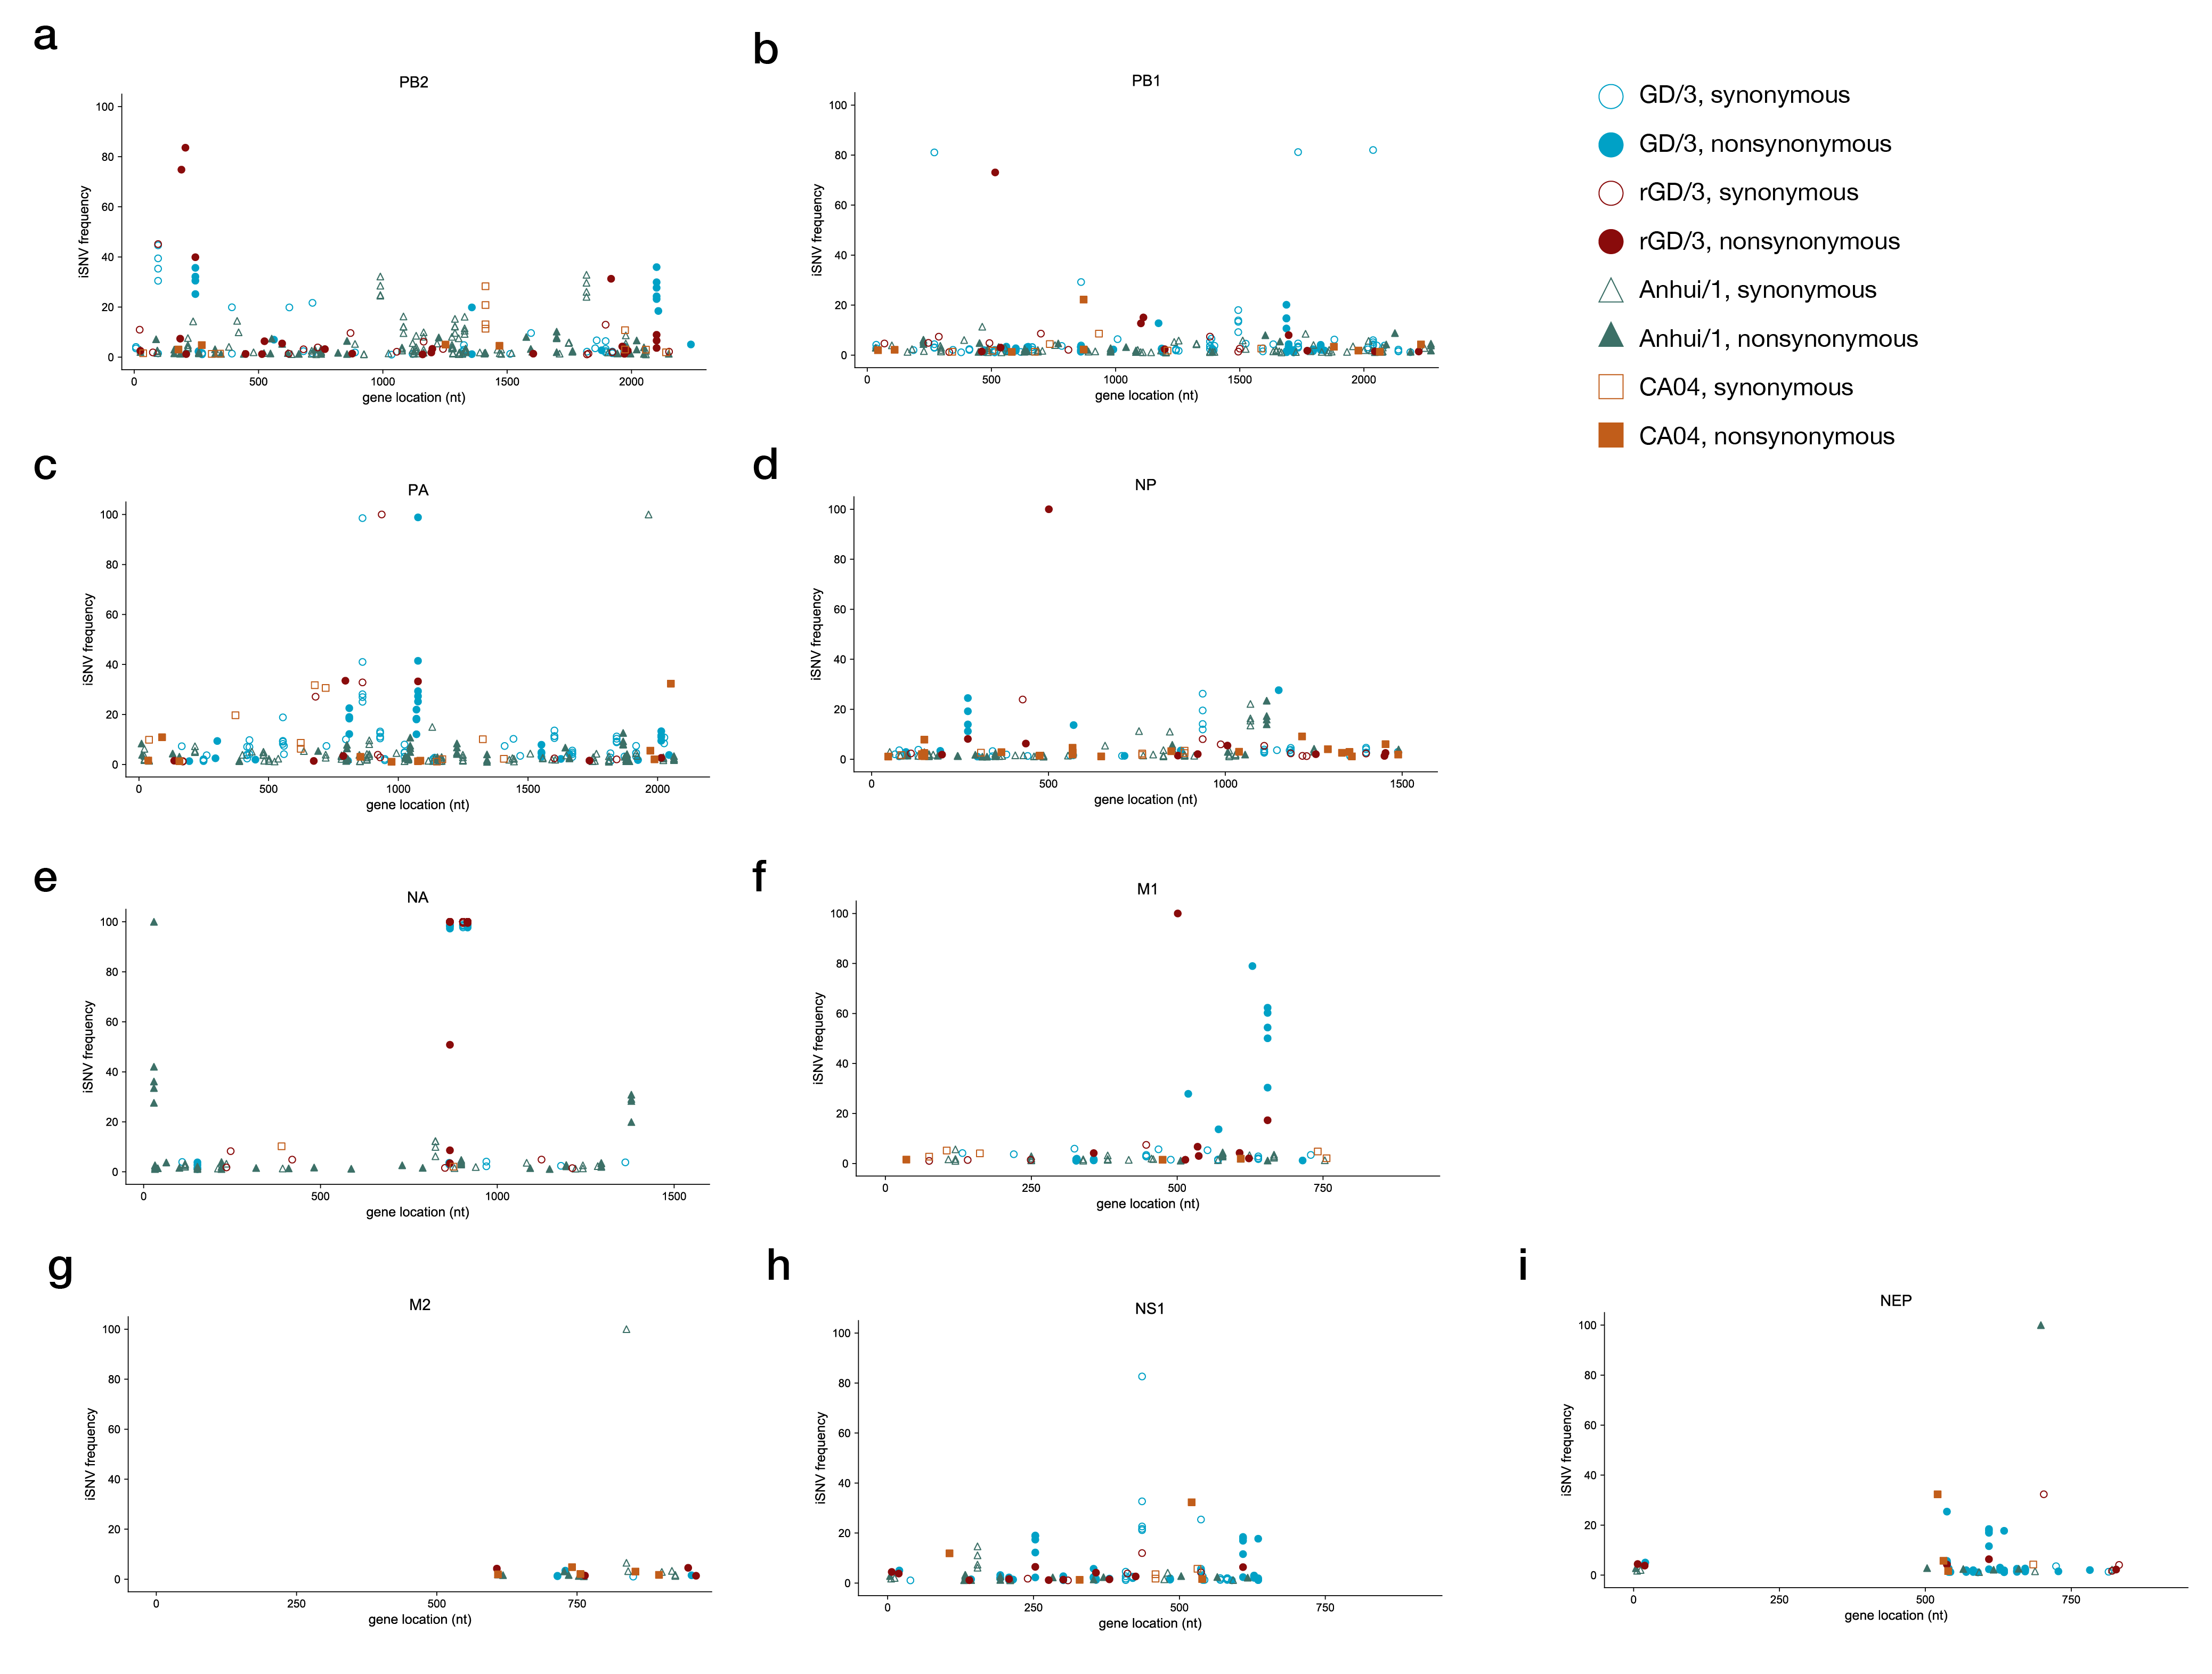 a
PB2
100
80
60
40
20
0
iSNV frequency
0 500 1000 1500 2000
gene location (nt)
b
PB1
100
80
60
40
20
0
iSNV frequency
0 500 1000 1500 2000
gene location (nt)
GD/3, synonymous
GD/3, nonsynonymous
rGD/3, synonymous
rGD/3, nonsynonymous
Anhui/1, synonymous
Anhui/1, nonsynonymous
CA04, synonymous
CA04, nonsynonymous
c
PA
100
80
60
40
20
0
iSNV frequency
0 500 1000 1500 2000
gene location (nt)
d
NP
100
80
60
40
20
0
iSNV frequency
0 500 1000 1500
gene location (nt)
e
NA
100
80
60
40
20
0
iSNV frequency
0 500 1000 1500
gene location (nt)
f
M1
100
80
60
40
20
0
iSNV frequency
0 250 500 750
gene location (nt)
g
M2
100
80
60
40
20
0
iSNV frequency
0 250 500 750
gene location (nt)
h
NS1
100
80
60
40
20
0
iSNV frequency
0 250 500 750
gene location (nt)
i
NEP
100
80
60
40
20
0
iSNV frequency
0 250 500 750
gene location (nt)